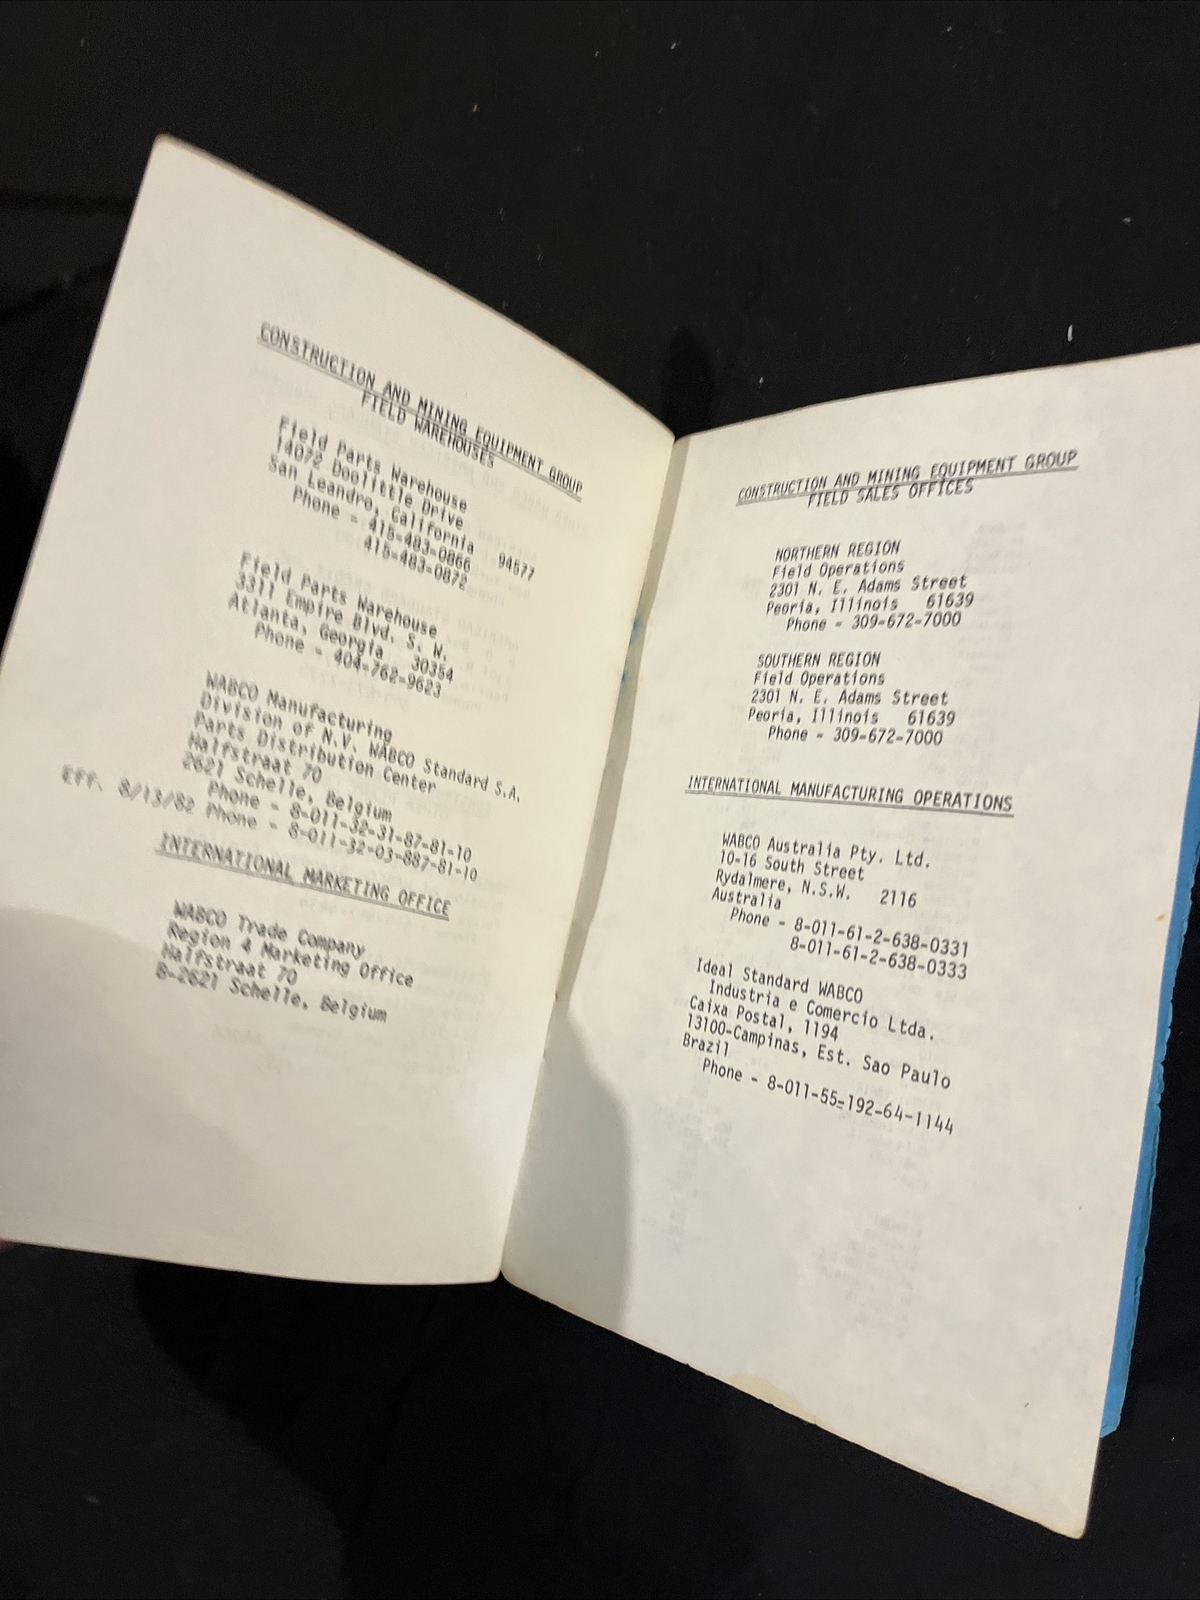 CONSTRUCTION AND MINING EQUIPMENT GROUP
FIELD WAREHOUSES
Field Parts Warehouse
14072 Doolittle Drive
San Leandro, California 94577
Phone - 415-483-0866
415-483-0872
Field Parts Warehouse
3311 Empire Blvd. S. W.
Atlanta, Georgia 30354
Phone - 404-762-9623
WABCO Manufacturing
Division of N.V. WABCO Standard S.A.
Parts Distribution Center
Halfstraat 70
2621 Schelle, Belgium
Phone - 8-011-32-31-87-81-10
Eff. 8/13/82 Phone - 8-011-32-03-887-81-10
INTERNATIONAL MARKETING OFFICE
WABCO Trade Company
Region 4 Marketing Office
Halfstraat 70
B-2621 Schelle, Belgium
CONSTRUCTION AND MINING EQUIPMENT GROUP
FIELD SALES OFFICES
NORTHERN REGION
Field Operations
2301 N. E. Adams Street
Peoria, Illinois 61639
Phone - 309-672-7000
SOUTHERN REGION
Field Operations
2301 N. E. Adams Street
Peoria, Illinois 61639
Phone - 309-672-7000
INTERNATIONAL MANUFACTURING OPERATIONS
WABCO Australia Pty. Ltd.
10-16 South Street
Rydalmere, N.S.W. 2116
Australia
Phone - 8-011-61-2-638-0331
8-011-61-2-638-0333
Ideal Standard WABCO
Industria e Comercio Ltda.
Caixa Postal, 1194
13100-Campinas, Est. Sao Paulo
Brazil
Phone - 8-011-55-192-64-1144